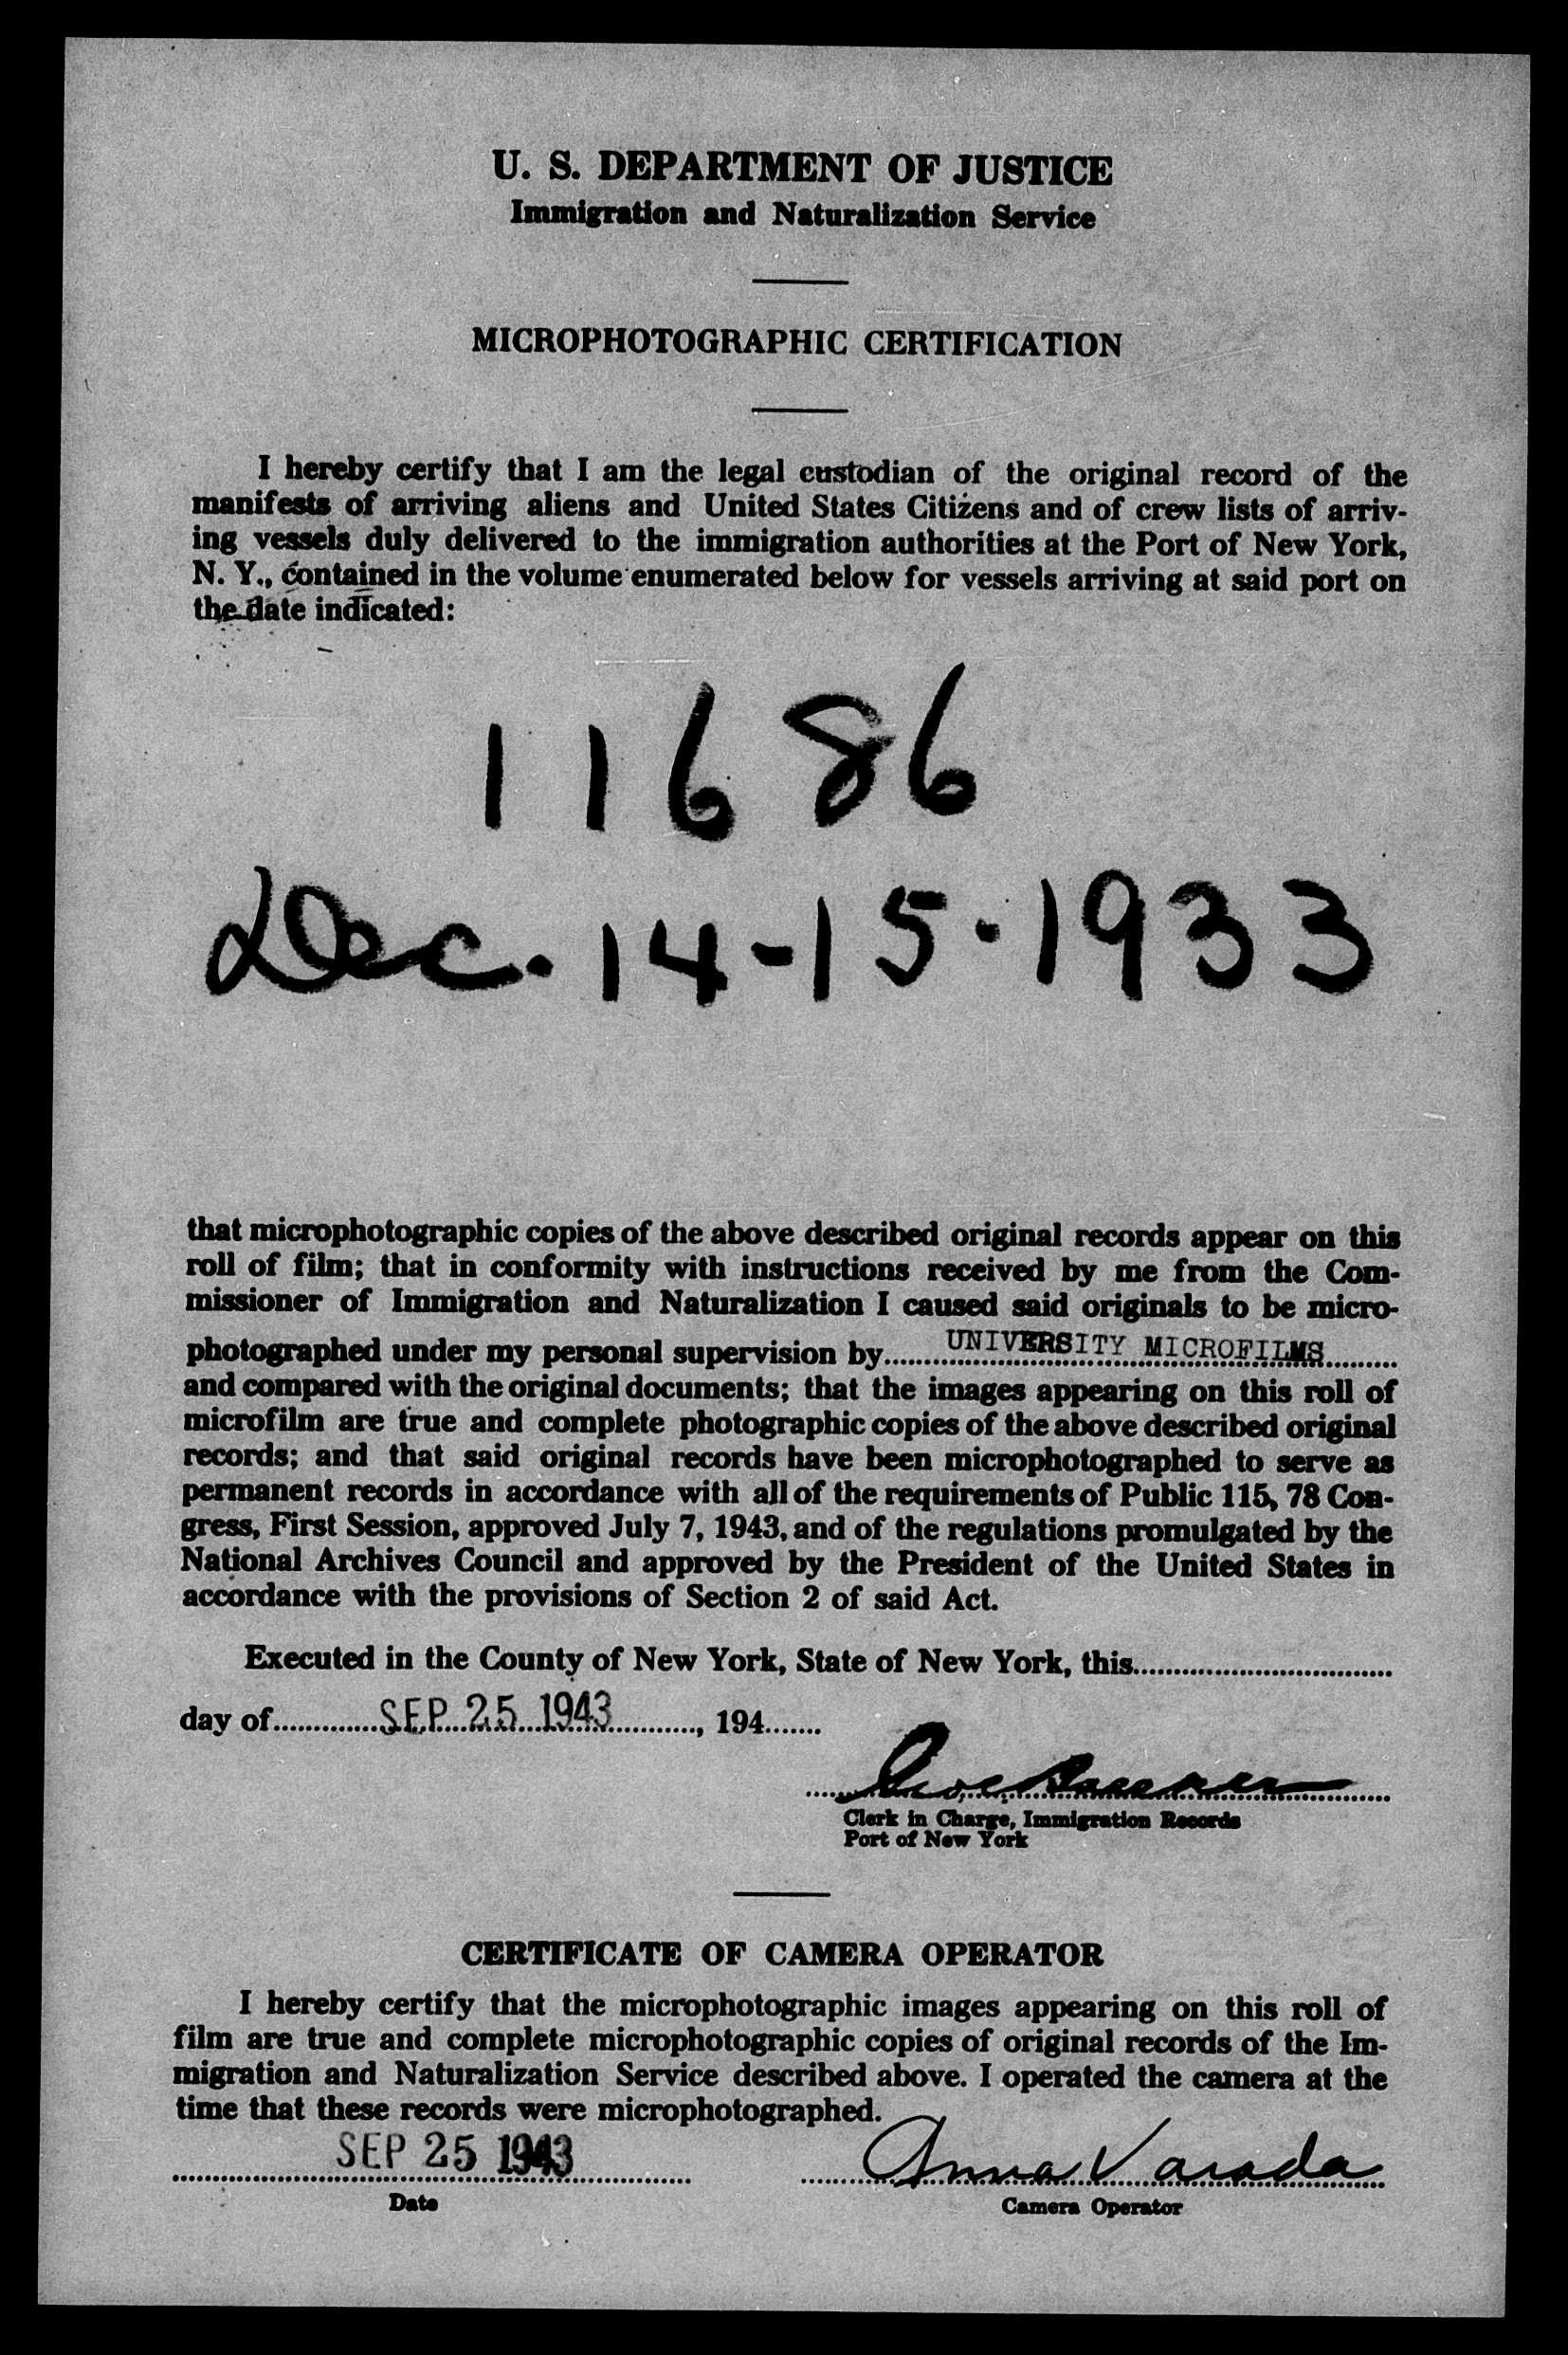 U. S. DEPARTMENT OF JUSTICE
Immigration and Naturalization Service
MICROPHOTOGRAPHIC CERTIFICATION
I hereby certify that I am the legal custodian of the original record of the
manifests of arriving aliens and United States Citizens and of crew lists of arriv-
ing vessels duly delivered to the immigration authorities at the Port of New York,
N. Y., contained in the volume enumerated below for vessels arriving at said port on
the date indicated:
11686
Dec. 14-15-1933
that microphotographic copies of the above described original records appear on this
roll of film; that in conformity with instructions received by me from the Com-
missioner of Immigration and Naturalization I caused said originals to be micro-
photographed under my personal supervision by UNIVERSITY MICROFILMS
and compared with the original documents; that the images appearing on this roll of
microfilm are true and complete photographic copies of the above described original
records; and that said original records have been microphotographed to serve as
permanent records in accordance with all of the requirements of Public 115, 78 Con-
gress, First Session, approved July 7, 1943, and of the regulations promulgated by the
National Archives Council and approved by the President of the United States in
accordance with the provisions of Section 2 of said Act.
Executed in the County of New York, State of New York, this
day of SEP 25 1943, 194
Clerk in Charge, Immigration Records
Port of New York
CERTIFICATE OF CAMERA OPERATOR
I hereby certify that the microphotographic images appearing on this roll of
film are true and complete microphotographic copies of original records of the Im-
migration and Naturalization Service described above. I operated the camera at the
time that these records were microphotographed.
SEP 25 1943 Anna Varada
Date Camera Operator